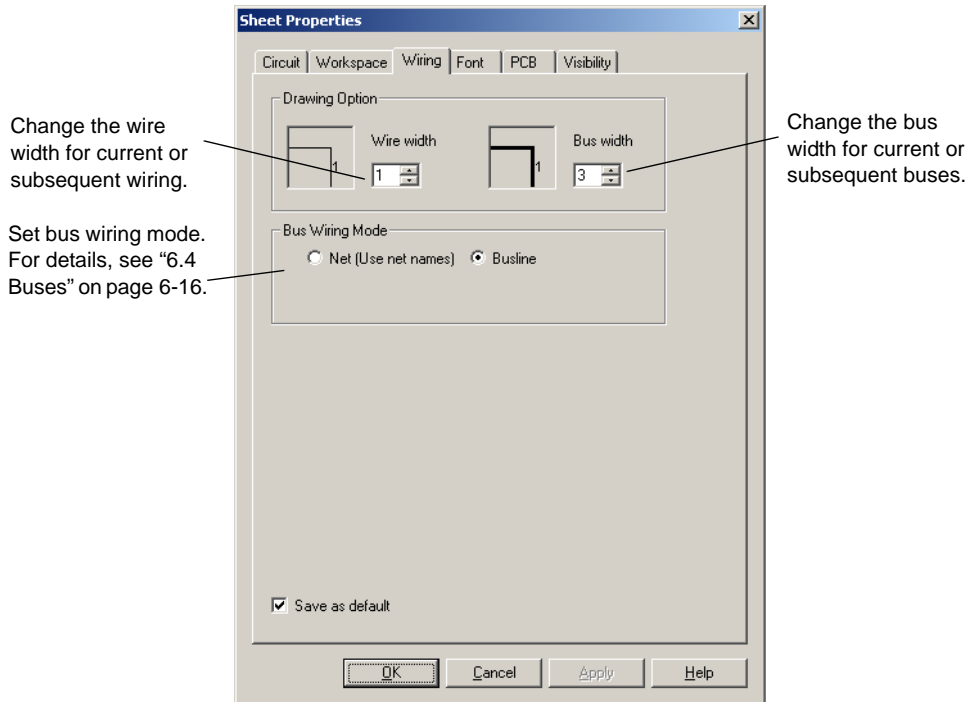 Sheet Properties
Circuit Workspace Wiring Font PCB Visibility
Drawing Option
Change the wire
width for current or
subsequent wiring.
1
Wire width
1
1
Bus width
3
Change the bus
width for current or
subsequent buses.
Set bus wiring mode.
For details, see “6.4
Buses” on page 6-16.
Bus Wiring Mode
Net (Use net names) Busline
Save as default
OK Cancel Apply Help